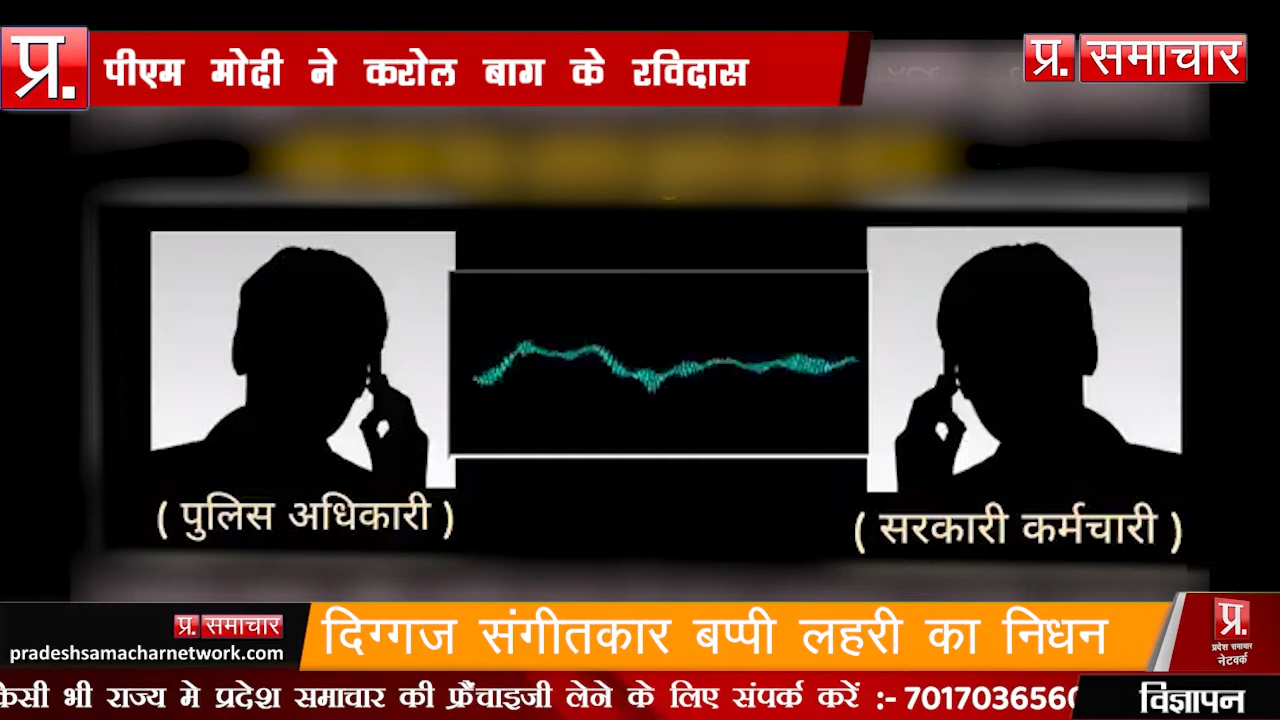 प्र.
पीएम मोदी ने करोल बाग के रविदास
प्र. समाचार
( पुलिस अधिकारी )
( सरकारी कर्मचारी )
प्र. समाचार
pradeshsamacharnetwork.com
दिग्गज संगीतकार बप्पी लहरी का निधन
प्र.
प्रदेश समाचार
नेटवर्क
किसी भी राज्य मे प्रदेश समाचार की फ्रैंचाइजी लेने के लिए संपर्क करें :- 7017036560
विज्ञापन